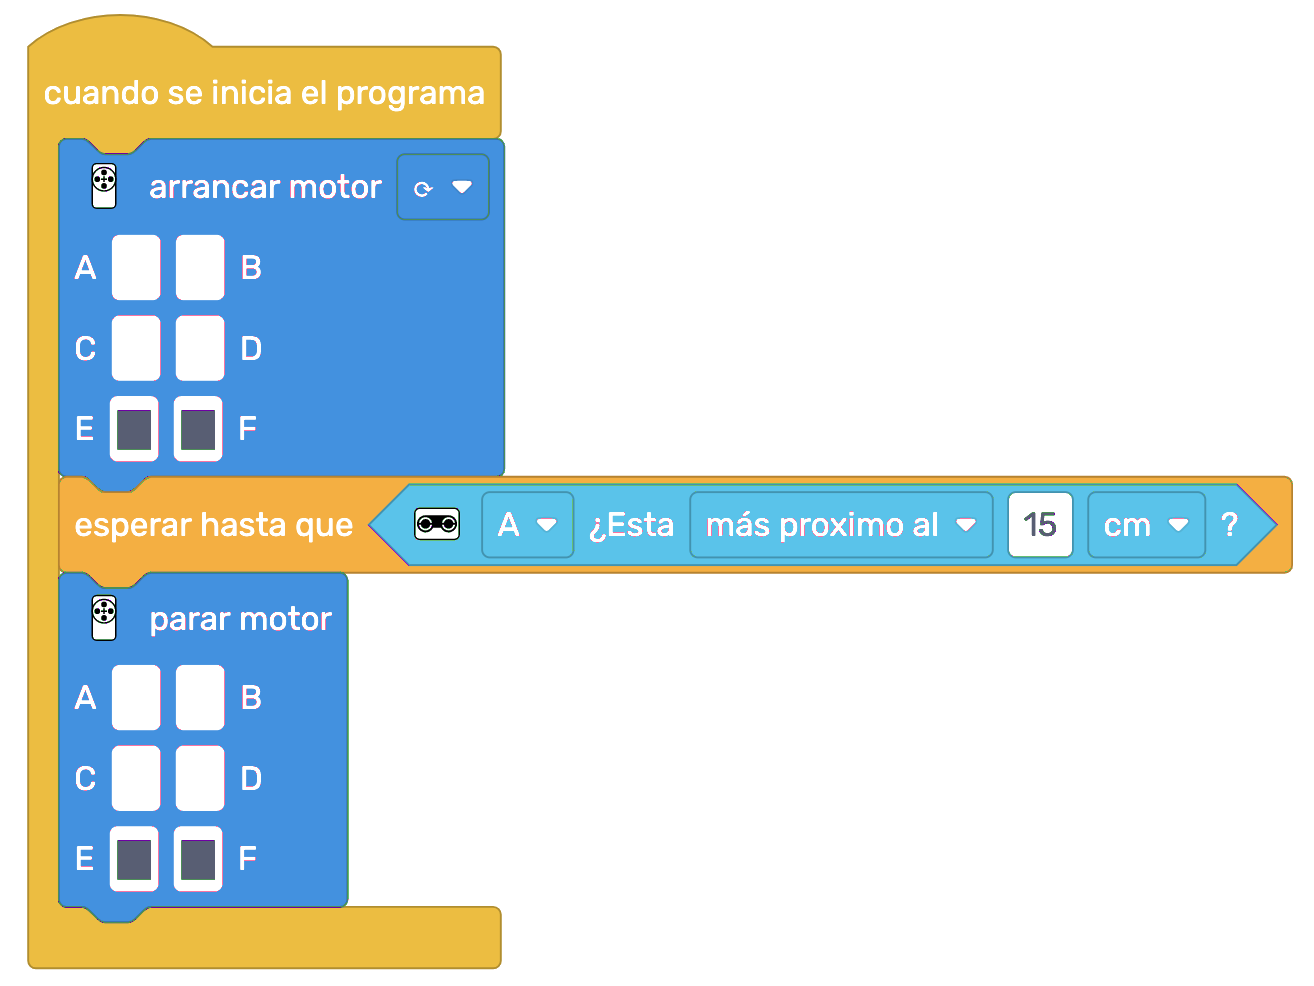 cuando se inicia el programa
arrancar motor
A B
C D
E F
esperar hasta que A ¿Esta más proximo al 15 cm ?
parar motor
A B
C D
E F